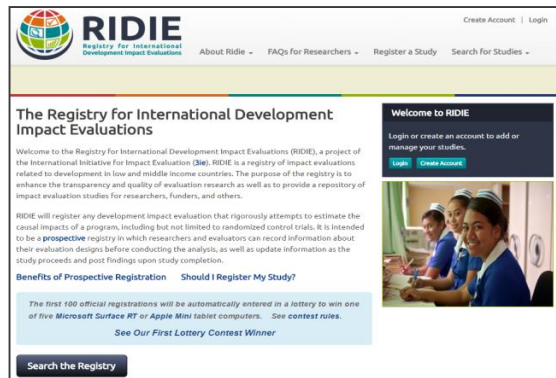 Create Account | Login
RIDIE
Registry for International
Development Impact Evaluations
About Ridie
FAQs for Researchers
Register a Study
Search for Studies
The Registry for International Development
Impact Evaluations
Welcome to the Registry for International Development Impact Evaluations (RIDIE), a project of
the International Initiative for Impact Evaluation (3ie). RIDIE is a registry of impact evaluations
related to development in low and middle income countries. The purpose of the registry is to
enhance the transparency and quality of evaluation research as well as to provide a repository of
impact evaluation studies for researchers, funders, and others.
RIDIE will register any development impact evaluation that rigorously attempts to estimate the
causal impacts of a program, including but not limited to randomized control trials. It is intended
to be a prospective registry in which researchers and evaluators can record information about
their evaluation designs before conducting the analysis, as well as update information as the
study proceeds and post findings upon study completion.
Benefits of Prospective Registration Should I Register My Study?
The first 100 official registrations will be automatically entered in a lottery to win one
of five Microsoft Surface RT or Apple Mini tablet computers. See contest rules.
See Our First Lottery Contest Winner
Search the Registry
Welcome to RIDIE
Login or create an account to add or
manage your studies.
Login Create Account